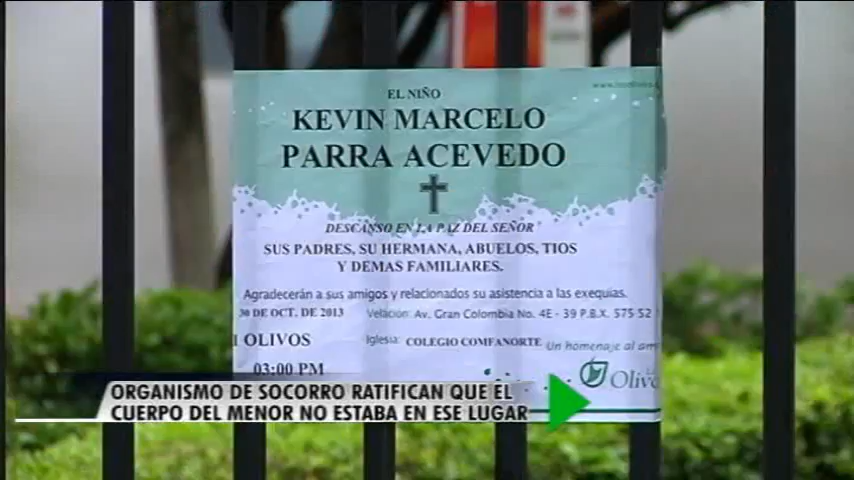 EL NIÑO
KEVIN MARCELO
PARRA ACEVEDO
DESCANSO EN LA PAZ DEL SEÑOR
SUS PADRES, SU HERMANA, ABUELOS, TIOS
Y DEMAS FAMILIARES.
Agradecerán a sus amigos y relacionados su asistencia a las exequias.
30 DE OCT. DE 2013 Velación: Av. Gran Colombia No. 4E - 39 P.B.X. 575 52
OLIVOS Iglesia: COLEGIO COMFANORTE Un homenaje al
03:00 PM
ORGANISMO DE SOCORRO RATIFICAN QUE EL
CUERPO DEL MENOR NO ESTABA EN ESE LUGAR